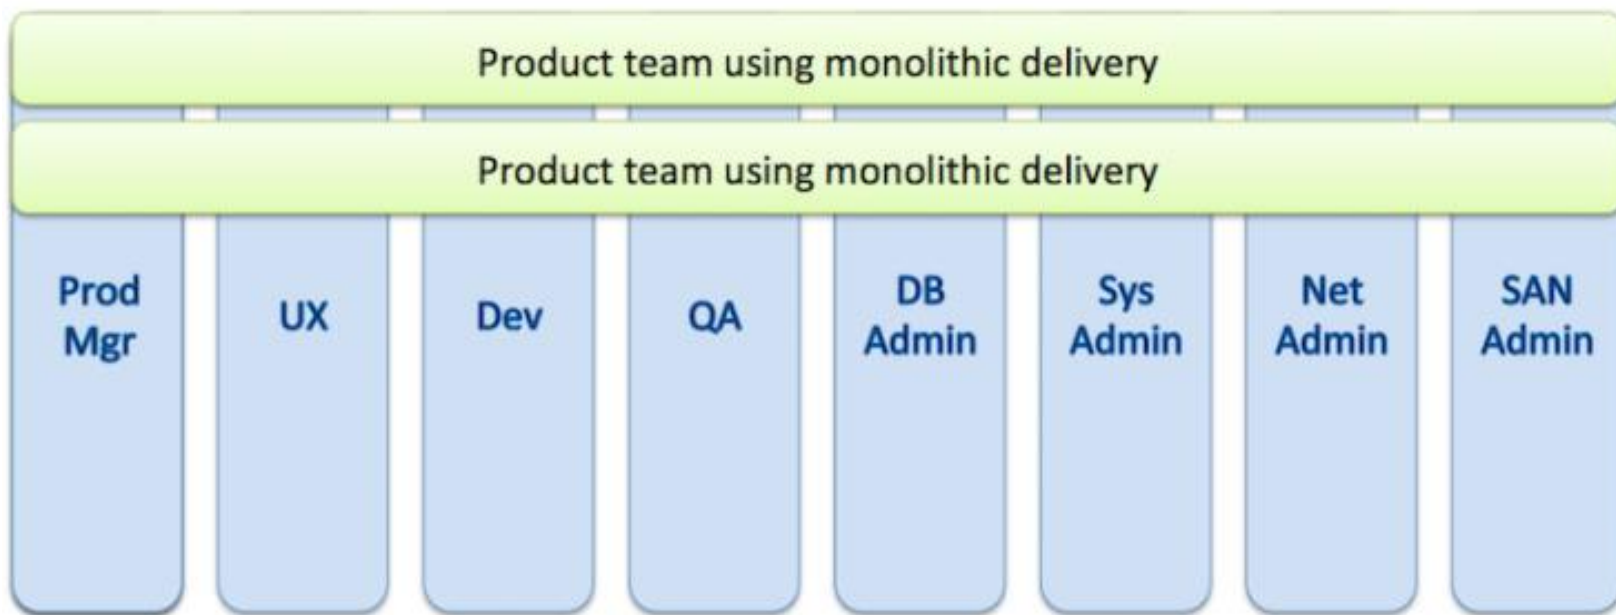 Product team using monolithic delivery
Product team using monolithic delivery
Prod
Mgr
UX
Dev
QA
DB
Admin
Sys
Admin
Net
Admin
SAN
Admin